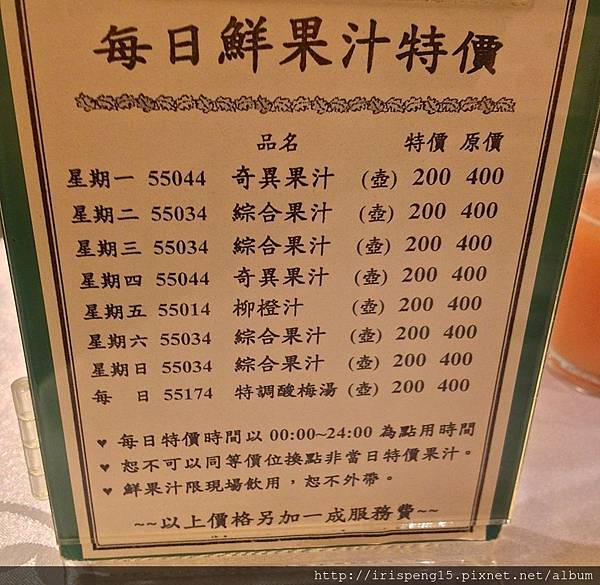 每日鮮果汁特價
品名 特價 原價
星期一 55044 奇異果汁 (壺) 200 400
星期二 55034 綜合果汁 (壺) 200 400
星期三 55034 綜合果汁 (壺) 200 400
星期四 55044 奇異果汁 (壺) 200 400
星期五 55014 柳橙汁 (壺) 200 400
星期六 55034 綜合果汁 (壺) 200 400
星期日 55034 綜合果汁 (壺) 200 400
每 日 55174 特調酸梅湯 (壺) 200 400
♥ 每日特價時間以 00:00~24:00 為點用時間
♥ 恕不可以同等價位換點非當日特價果汁。
♥ 鮮果汁限現場飲用，恕不外帶。
~~以上價格另加一成服務費~~
http://irispeng15.pixnet.net/album